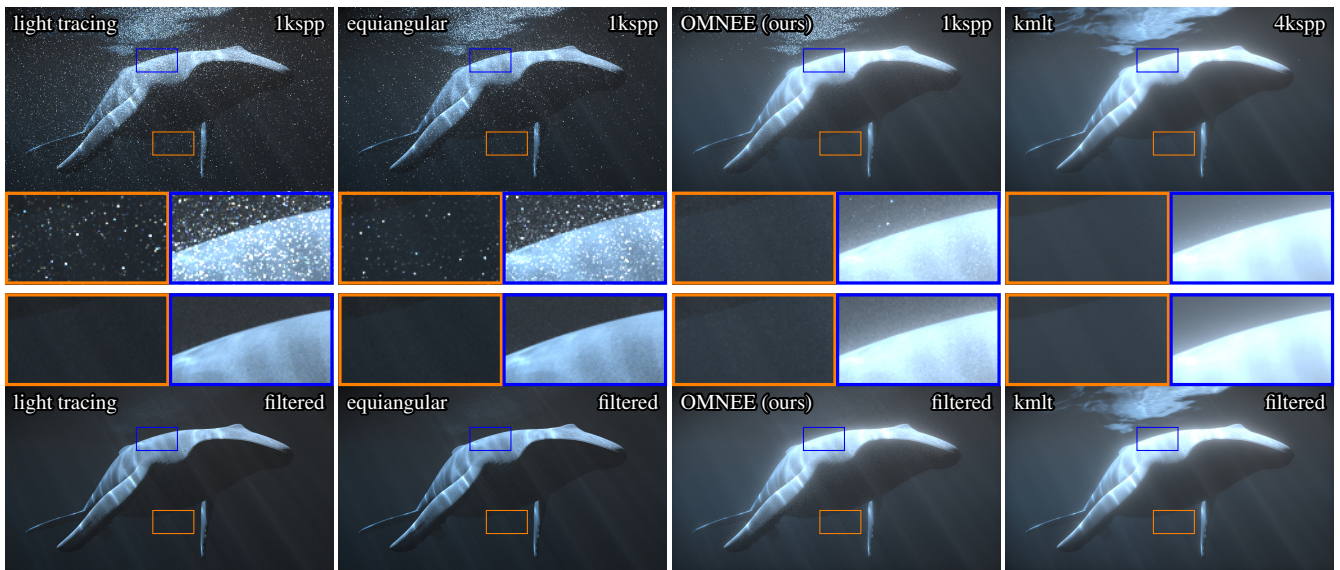 light tracing 1kspp
equiangular 1kspp
OMNEE (ours) 1kspp
kmlt 4kspp
light tracing filtered
equiangular filtered
OMNEE (ours) filtered
kmlt filtered